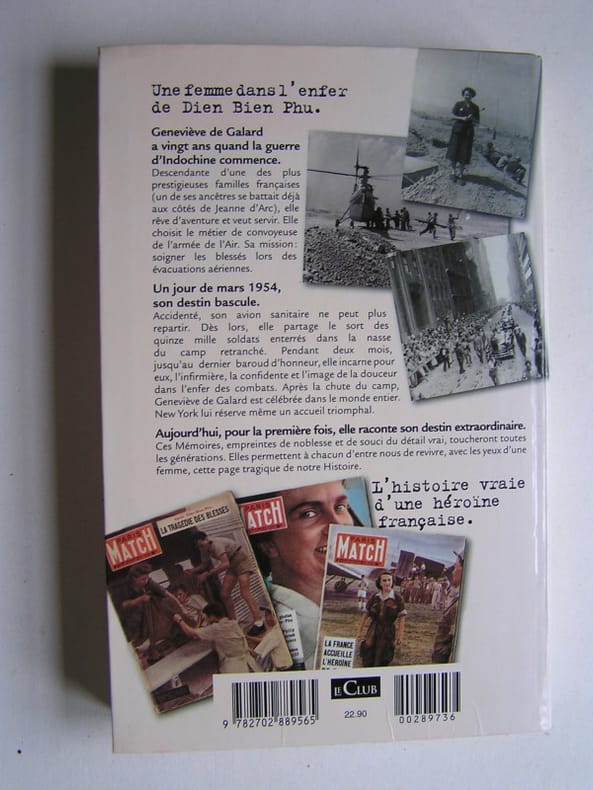 Une femme dans l'enfer
de Dien Bien Phu.
Geneviève de Galard
a vingt ans quand la guerre
d'Indochine commence.
Descendante d'une des plus
prestigieuses familles françaises
(un de ses ancêtres se battait déjà
aux côtés de Jeanne d'Arc), elle
rêve d'aventure et veut servir. Elle
choisit le métier de convoyeuse
de l'armée de l'Air. Sa mission :
soigner les blessés lors des
évacuations aériennes.
Un jour de mars 1954,
son destin bascule.
Accidenté, son avion sanitaire ne peut plus
repartir. Dès lors, elle partage le sort des
quinze mille soldats enterrés dans la nasse
du camp retranché. Pendant deux mois,
jusqu'au dernier baroud d'honneur, elle incarne pour
eux, l'infirmière, la confidente et l'image de la douceur
dans l'enfer des combats. Après la chute du camp,
Geneviève de Galard est célébrée dans le monde entier.
New York lui réserve même un accueil triomphal.
Aujourd'hui, pour la première fois, elle raconte son destin extraordinaire.
Ces Mémoires, empreintes de noblesse et de souci du détail vrai, toucheront toutes
les générations. Elles permettent à chacun d'entre nous de revivre, avec les yeux d'une
femme, cette page tragique de notre Histoire.
L'histoire vraie
d'une héroïne
française.
PARIS
MATCH
LA TRAGÉDIE DES BLESSÉS
ATCH
PARIS
MATCH
LA FRANCE
ACCUEILLE
L'HÉROÏNE
LE CLUB
22.90
9 782702 889565
00289736